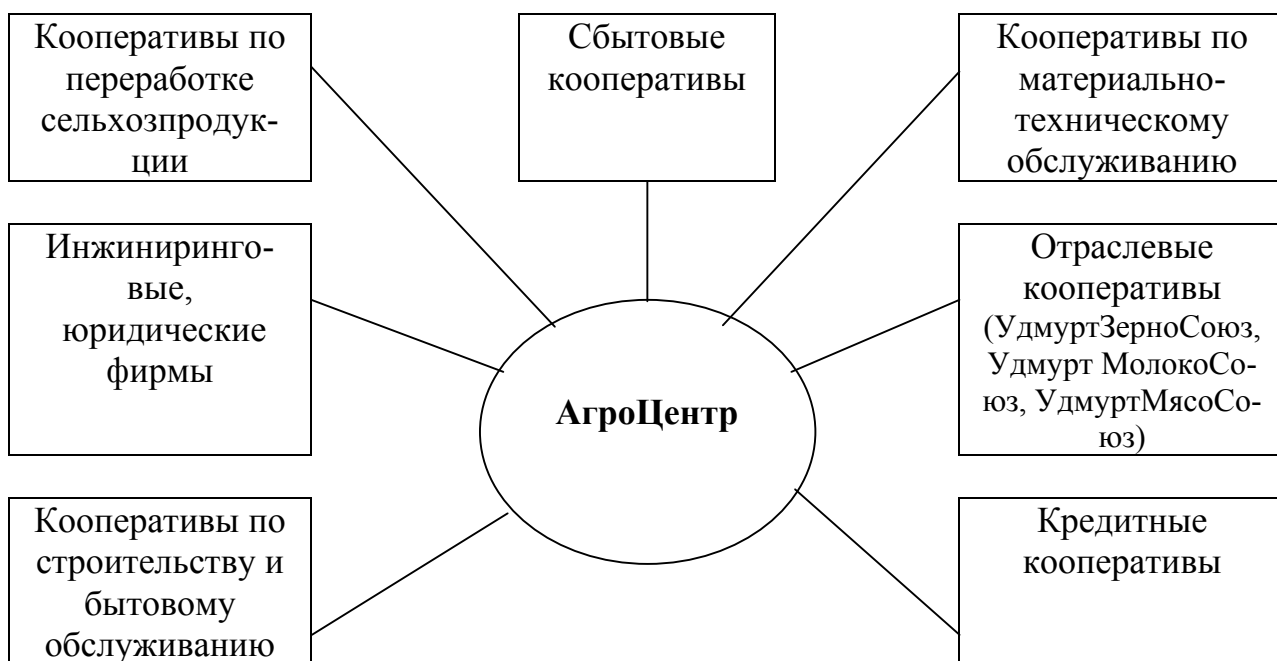 Кооперативы по
переработке
сельхозпродук-
ции
Сбытовые
кооперативы
Кооперативы по
материально-
техническому
обслуживанию
Инжиниринго-
вые,
юридические
фирмы
Отраслевые
кооперативы
(УдмуртЗерноСоюз,
Удмурт МолокоСо-
юз, УдмуртМясоСо-
юз)
АгроЦентр
Кооперативы по
строительству и
бытовому
обслуживанию
Кредитные
кооперативы